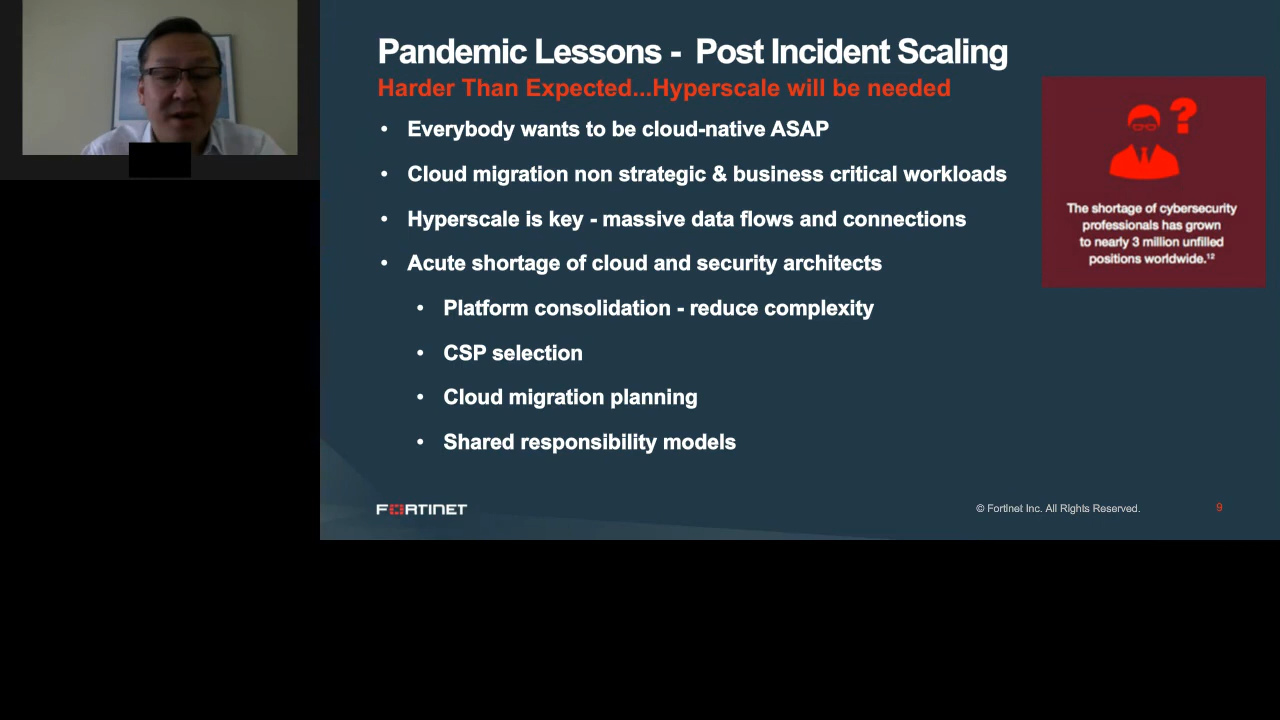 Pandemic Lessons - Post Incident Scaling
Harder Than Expected...Hyperscale will be needed
• Everybody wants to be cloud-native ASAP
• Cloud migration non strategic & business critical workloads
• Hyperscale is key - massive data flows and connections
• Acute shortage of cloud and security architects
• Platform consolidation - reduce complexity
• CSP selection
• Cloud migration planning
• Shared responsibility models
?
The shortage of cybersecurity
professionals has grown
to nearly 3 million unfilled
positions worldwide.¹²
FORTINET
© Fortinet Inc. All Rights Reserved.
9